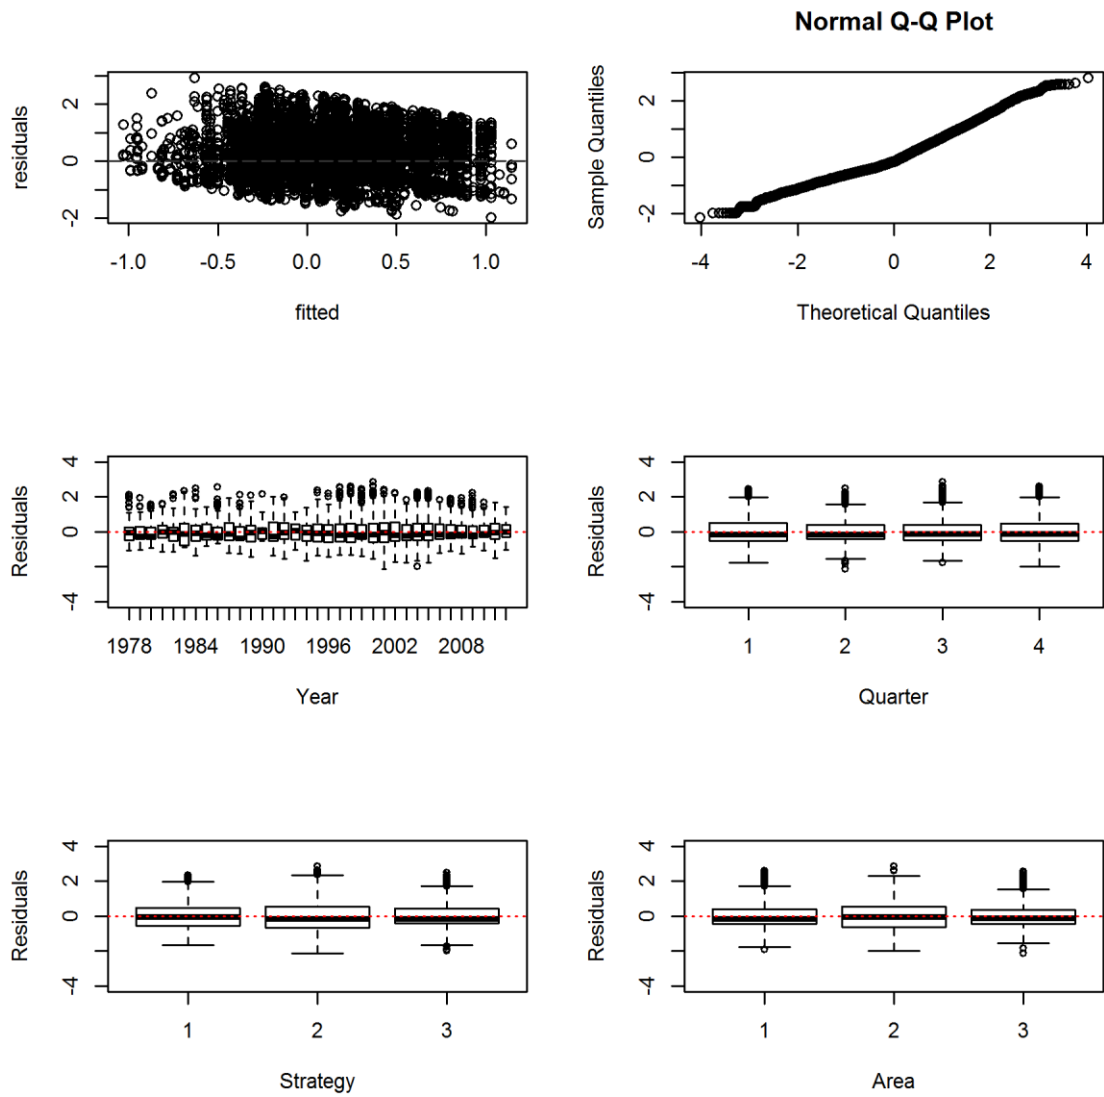 Normal Q-Q Plot
residuals
2
0
-2
-1.0 -0.5 0.0 0.5 1.0
fitted
Sample Quantiles
2
0
-2
-4 -2 0 2 4
Theoretical Quantiles
Residuals
4
2
0
-4
1978 1984 1990 1996 2002 2008
Year
Residuals
4
2
0
-4
1 2 3 4
Quarter
Residuals
4
2
0
-4
1 2 3
Strategy
Residuals
4
2
0
-4
1 2 3
Area